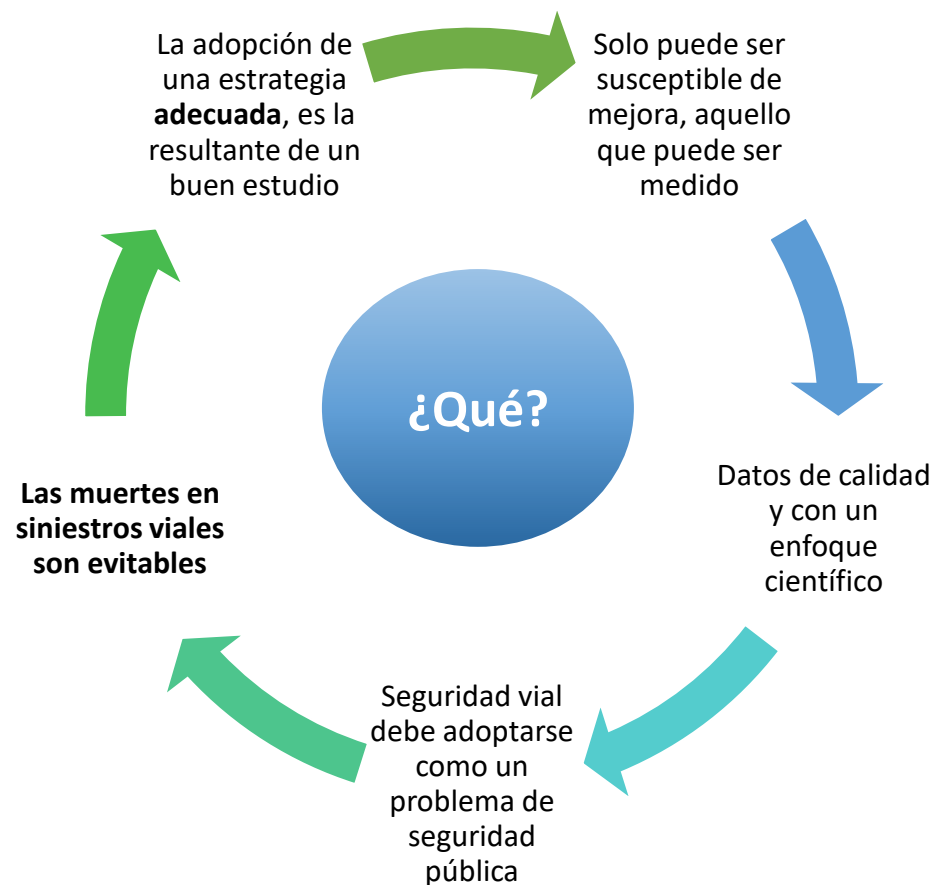 La adopción de
una estrategia
adecuada, es la
resultante de un
buen estudio
Solo puede ser
susceptible de
mejora, aquello
que puede ser
medido
¿Qué?
Datos de calidad
y con un
enfoque
científico
Seguridad vial
debe adoptarse
como un
problema de
seguridad
pública
Las muertes en
siniestros viales
son evitables